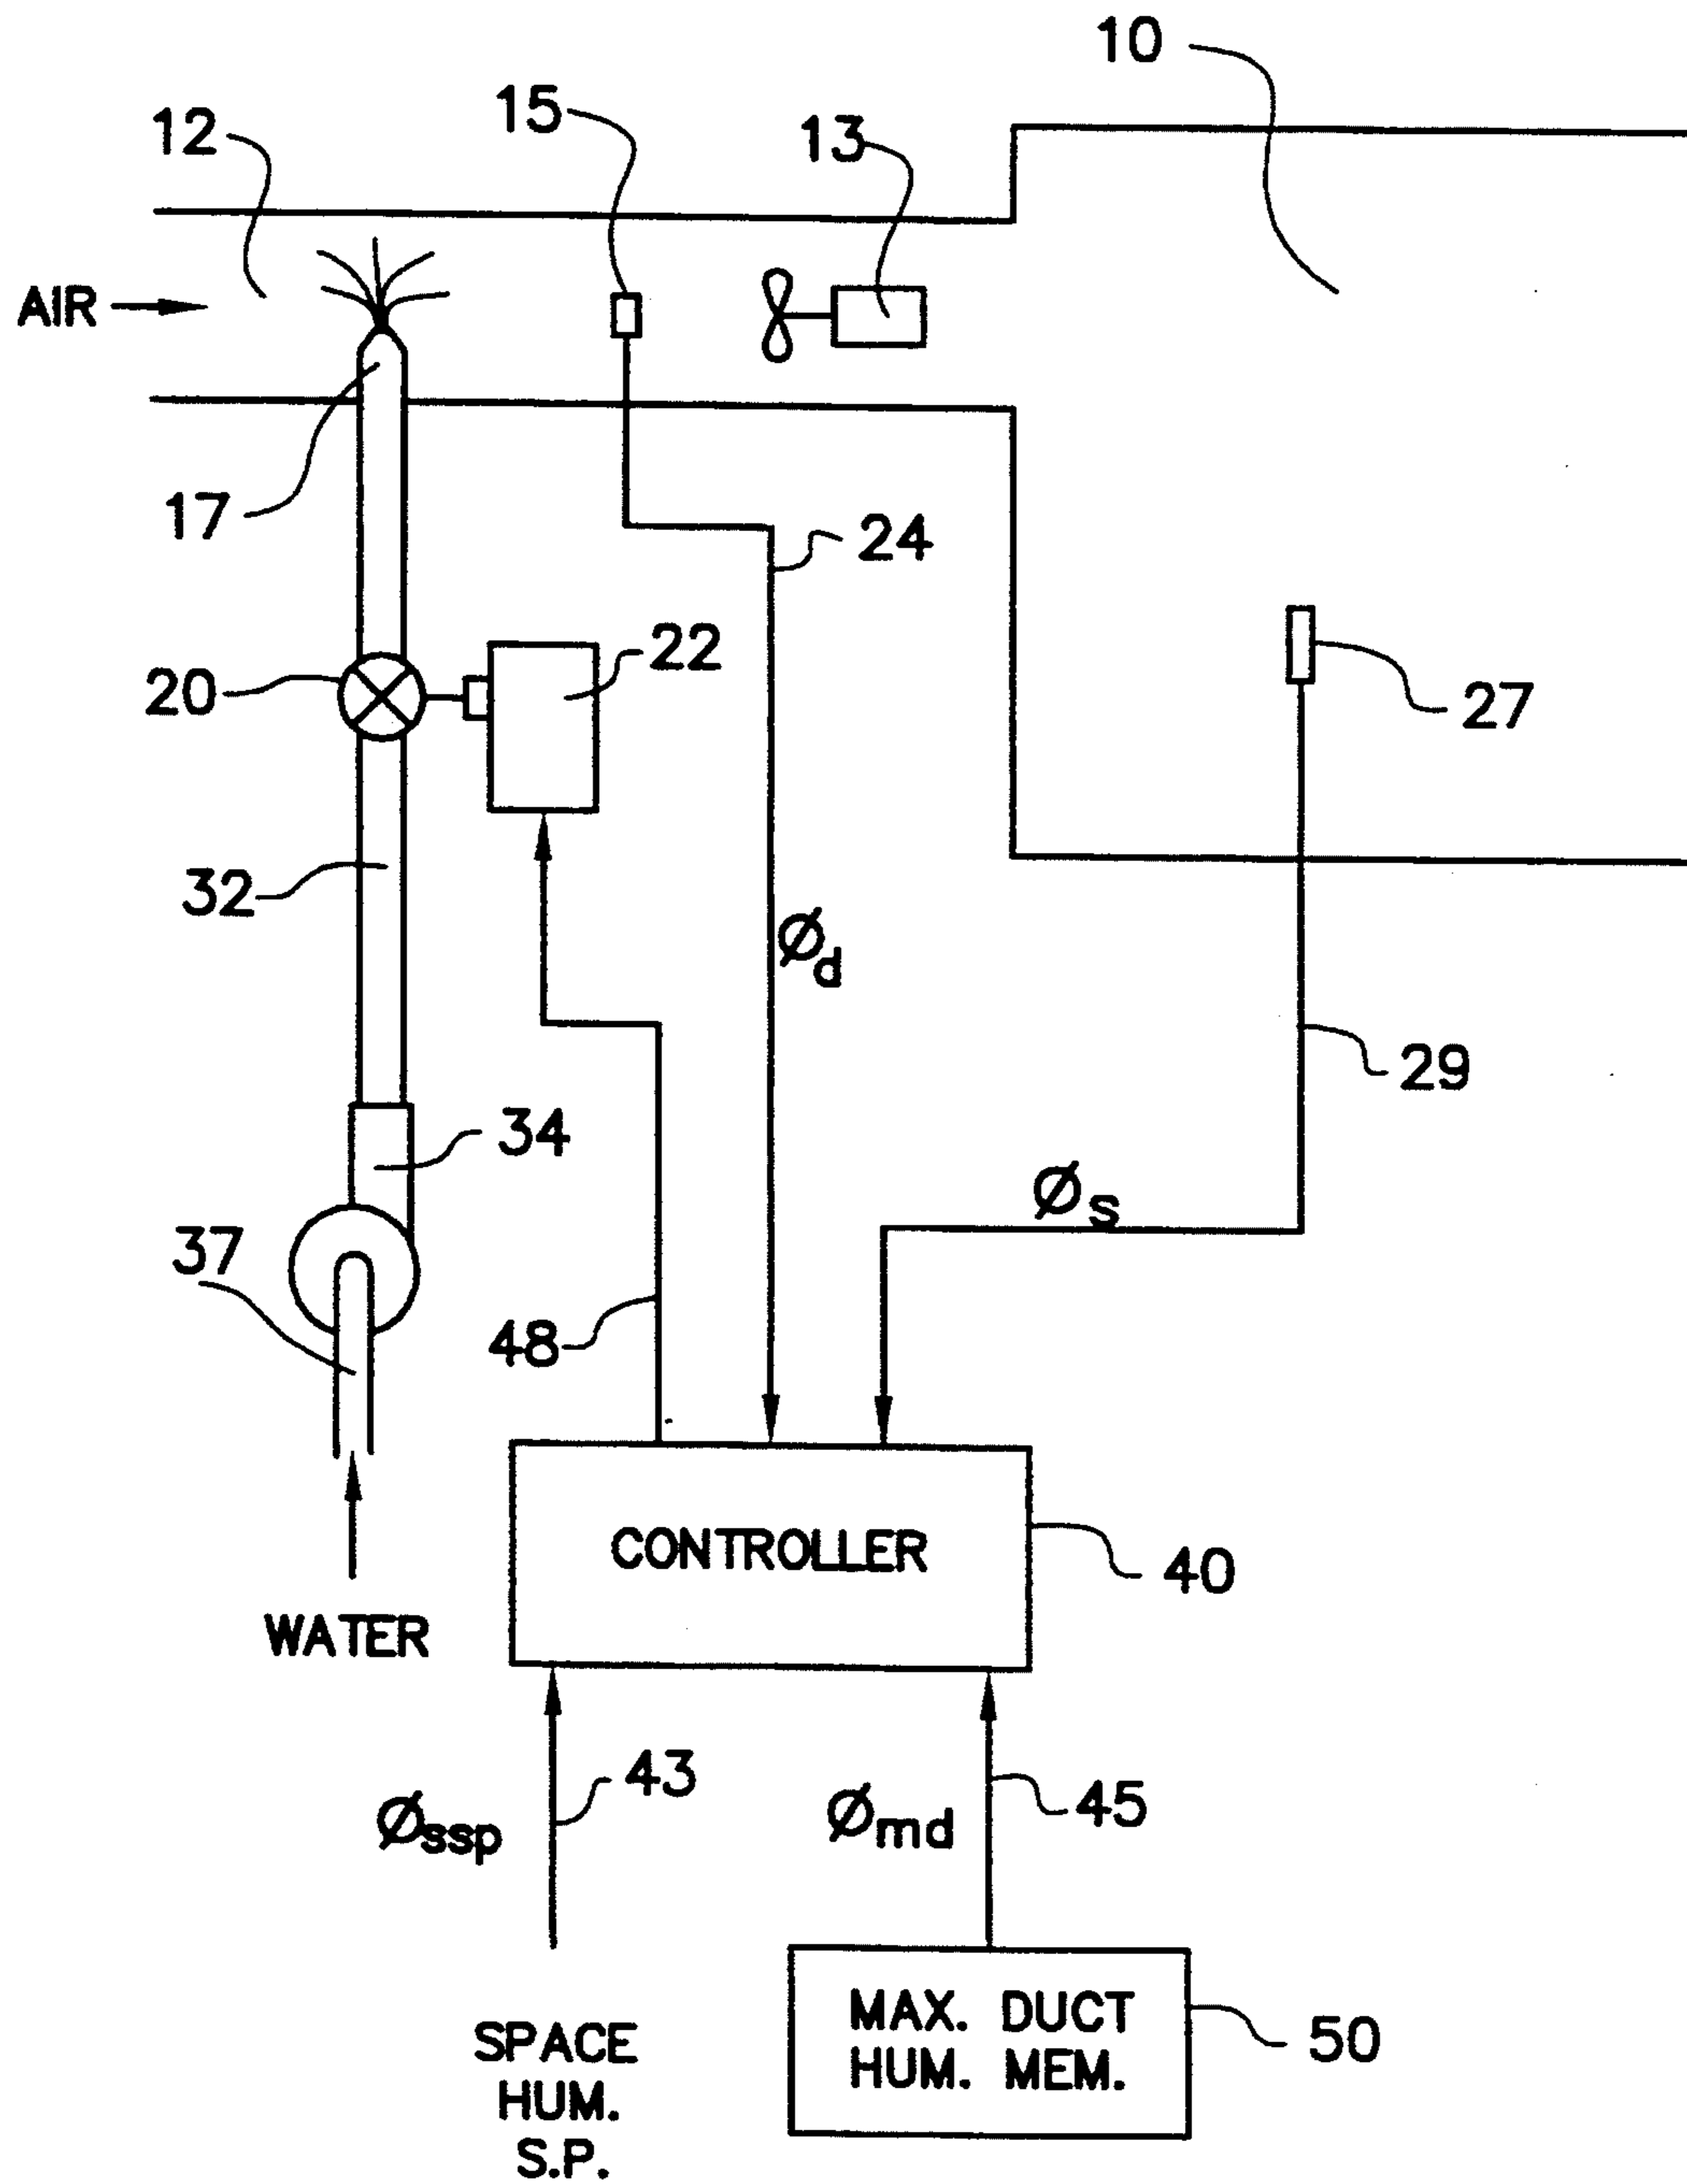 10
12
15
13
AIR
17
24
20
22
27
32
Ød
29
34
Øs
37
48
CONTROLLER
40
WATER
43
Øssp
Ømd
45
SPACE
HUM.
S.P.
MAX. DUCT
HUM. MEM.
50